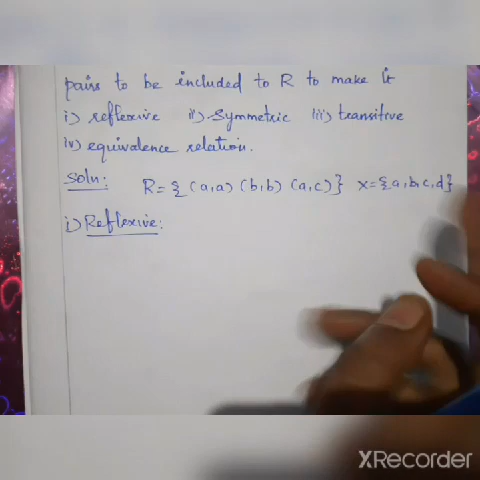 pairs to be included to R to make it
i) reflexive ii) Symmetric iii) transitive
iv) equivalence relation.
Soln: R = { (a,a) (b,b) (a,c) } X = {a,b,c,d}
i) Reflexive:
XRecorder